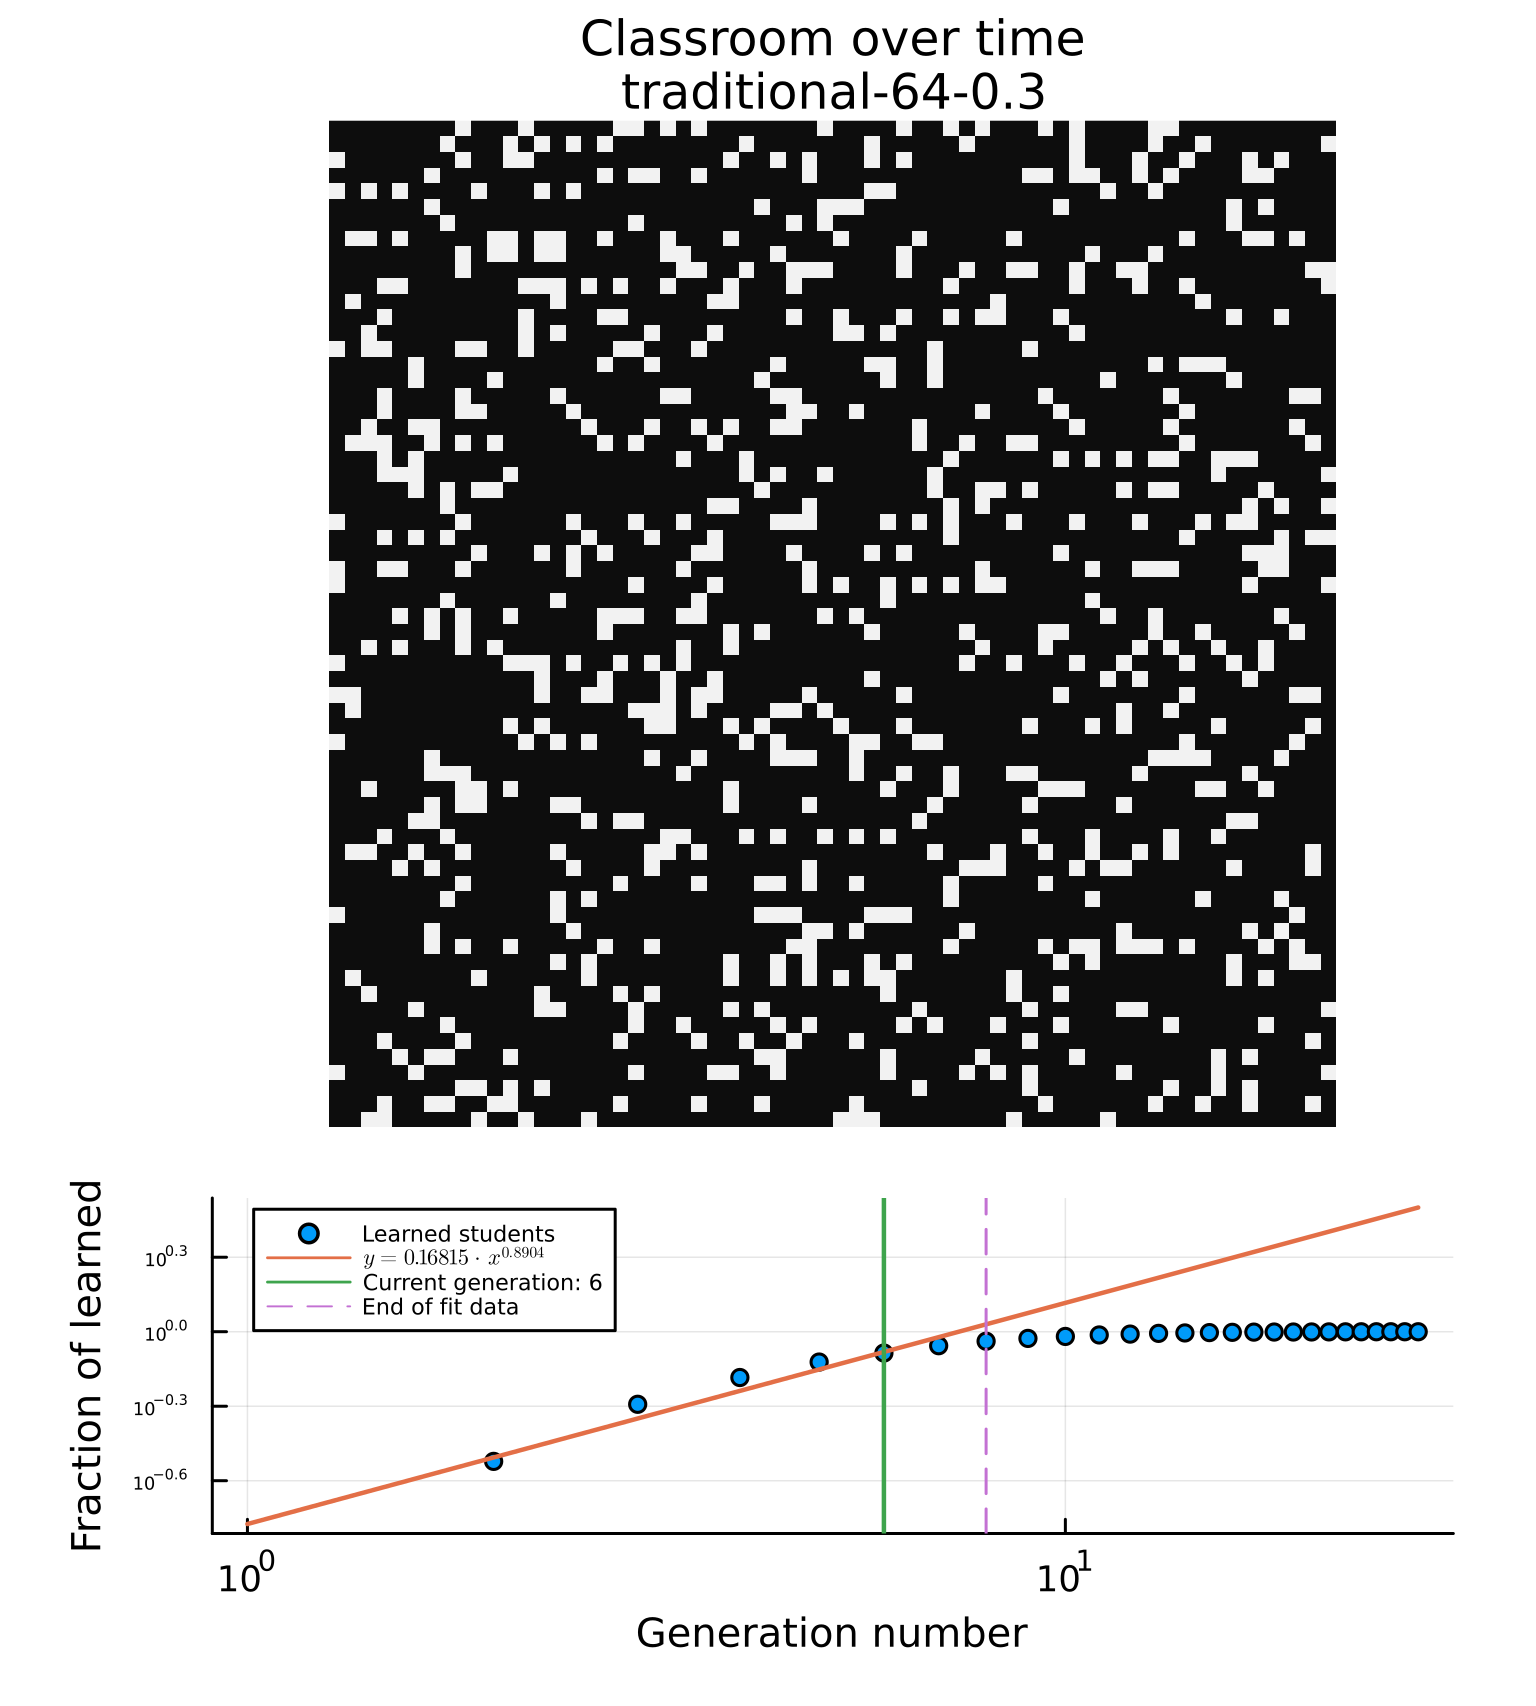 Classroom over time
traditional-64-0.3
Fraction of learned
Learned students
y = 0.16815 · x^0.8904
Current generation: 6
End of fit data
10^0.3
10^0.0
10^−0.3
10^−0.6
10^0
10^1
Generation number